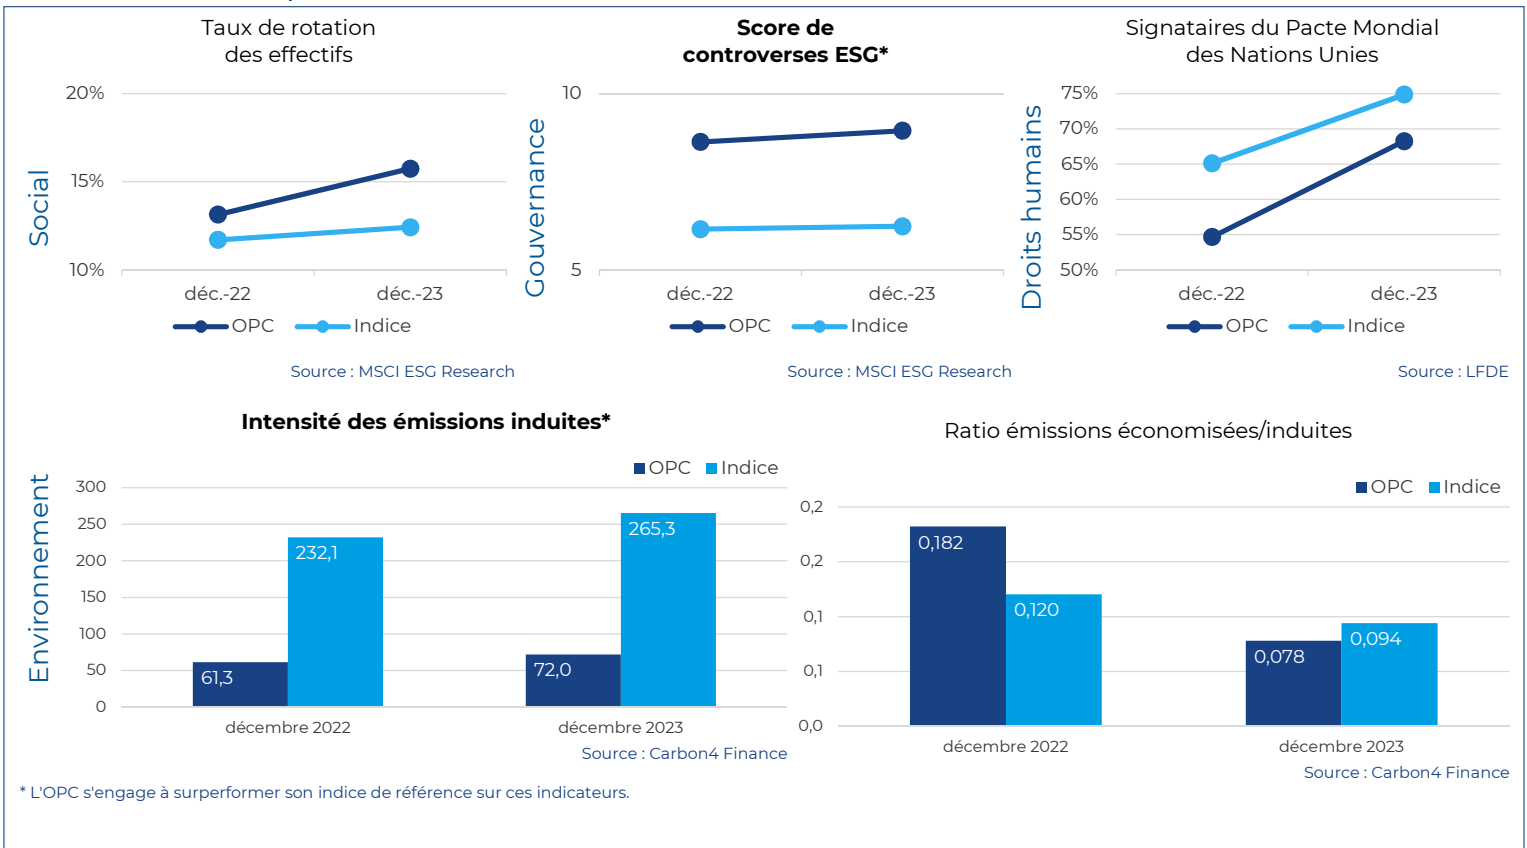 Taux de rotation
des effectifs
Social
20%
15%
10%
déc.-22
déc.-23
OPC
Indice
Source : MSCI ESG Research
Score de
controverses ESG*
Gouvernance
10
5
déc.-22
déc.-23
OPC
Indice
Source : MSCI ESG Research
Signataires du Pacte Mondial
des Nations Unies
Droits humains
75%
70%
65%
60%
55%
50%
déc.-22
déc.-23
OPC
Indice
Source : LFDE
Intensité des émissions induites*
Environnement
OPC
Indice
300
250
200
150
100
50
0
61,3
232,1
72,0
265,3
décembre 2022
décembre 2023
Source : Carbon4 Finance
Ratio émissions économisées/induites
OPC
Indice
0,2
0,2
0,1
0,1
0,0
0,182
0,120
0,078
0,094
décembre 2022
décembre 2023
Source : Carbon4 Finance
* L'OPC s'engage à surperformer son indice de référence sur ces indicateurs.